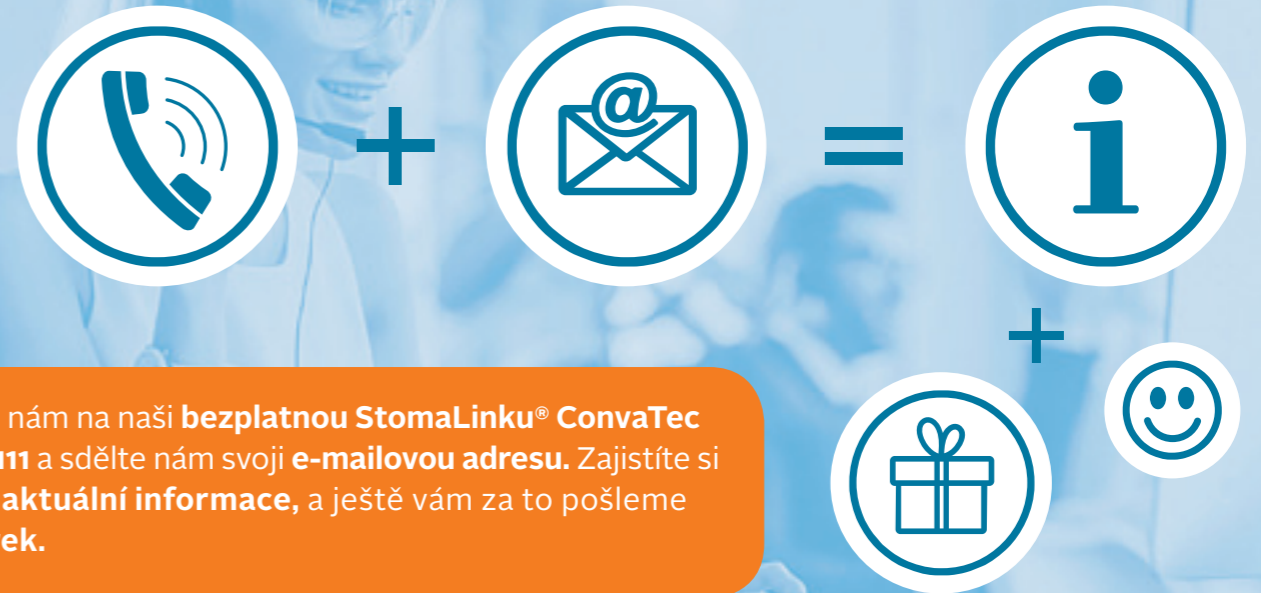 nám na naši bezplatnou StomaLinku® ConvaTec
111 a sdělte nám svoji e-mailovou adresu. Zajistíte si
aktuální informace, a ještě vám za to pošleme